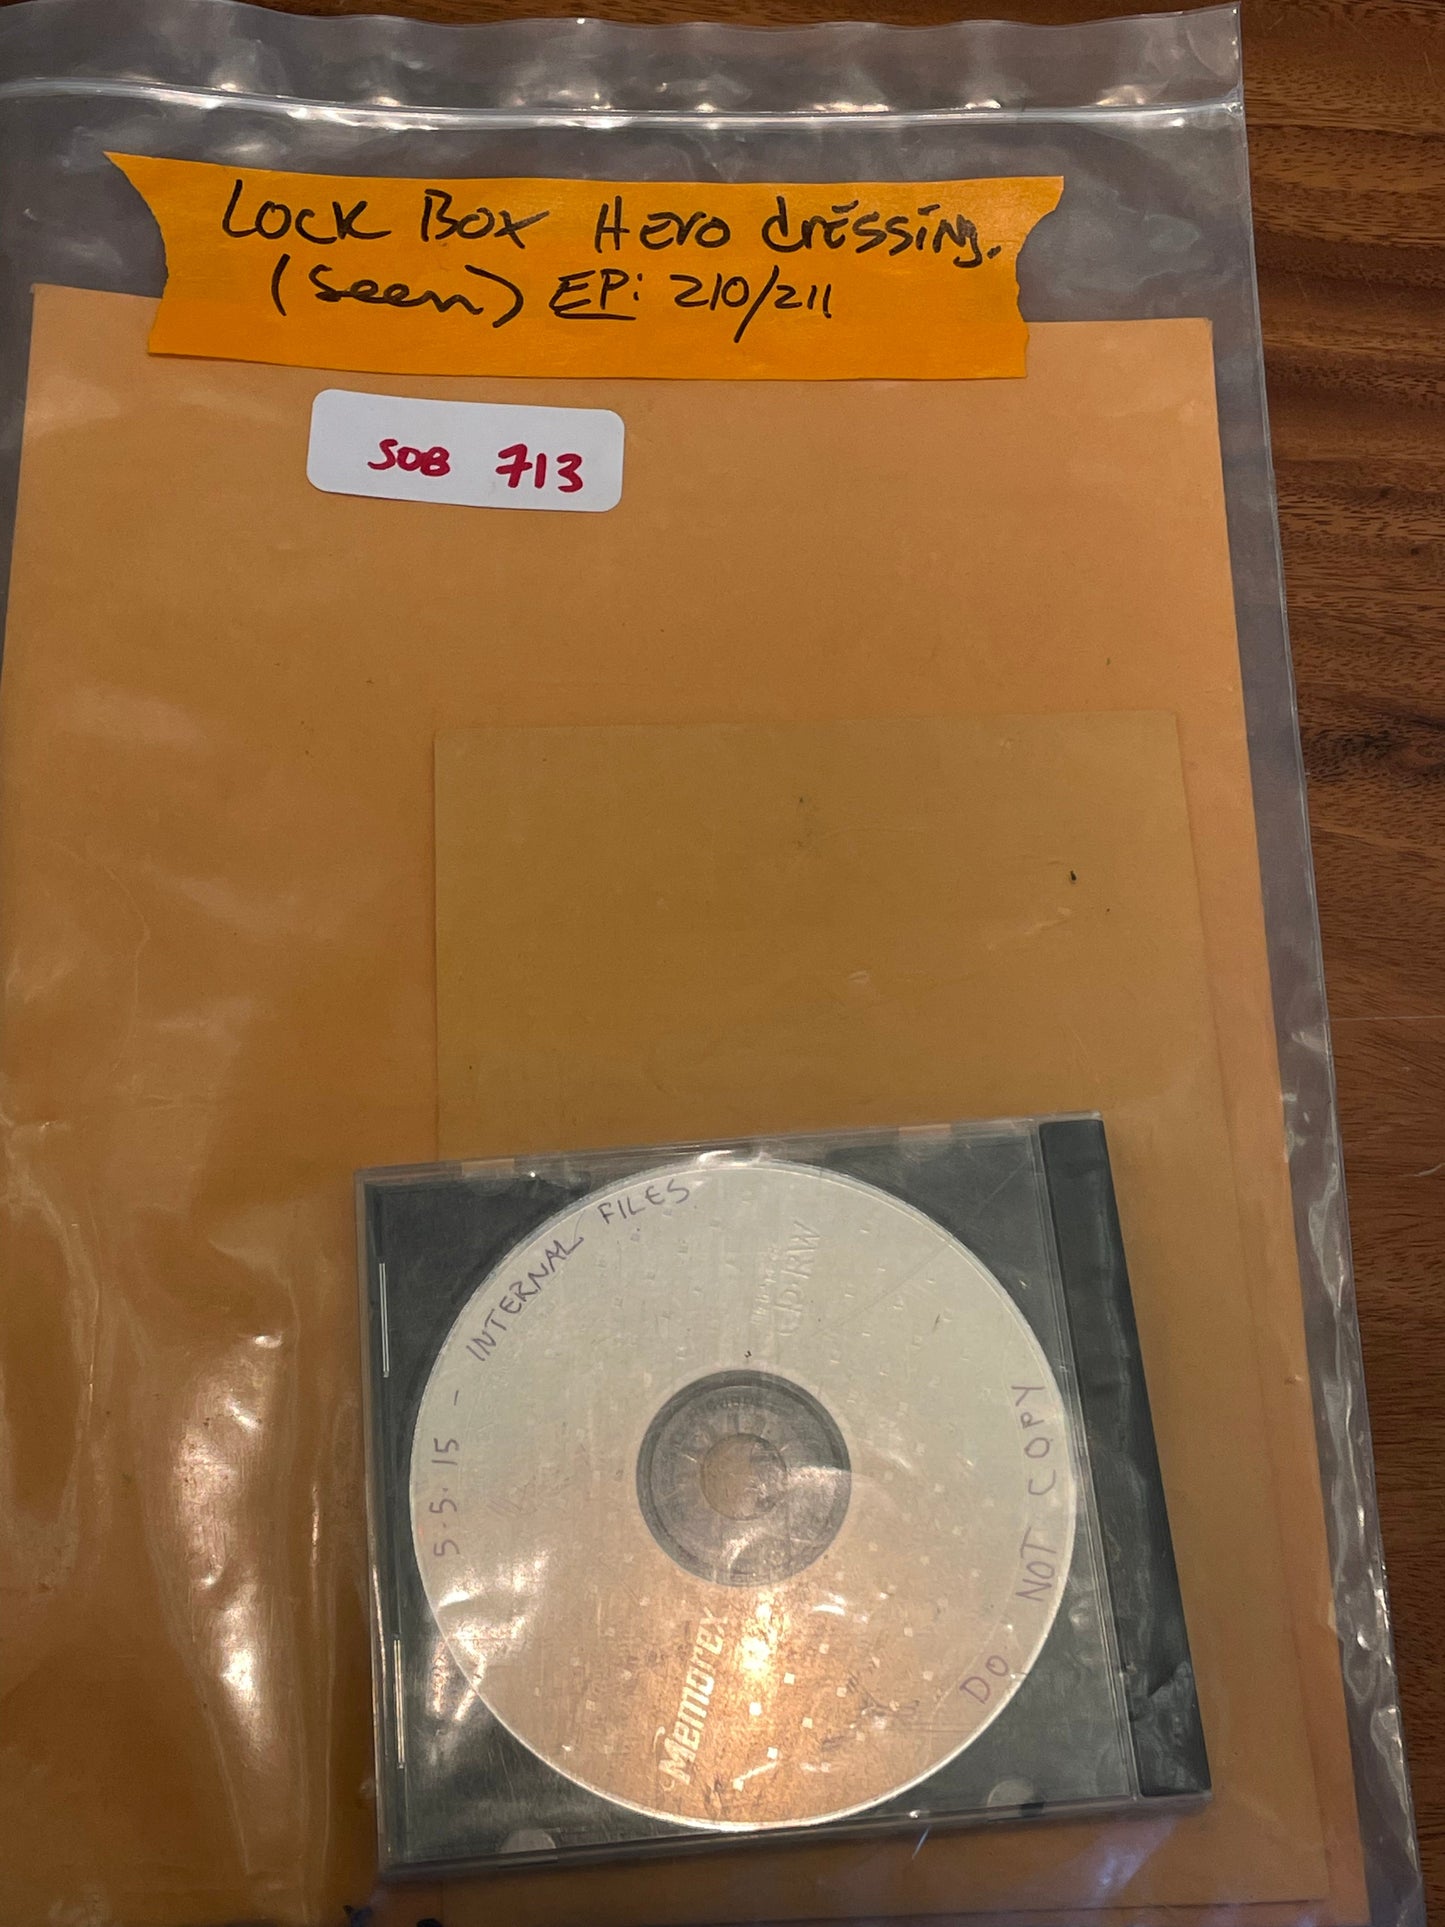 Lock Box Hero dressing.
(Seen) EP: 210/211
SOB 713
5.5.15 - INTERNAL FILES
CD-RW
DO NOT COPY
Memorex